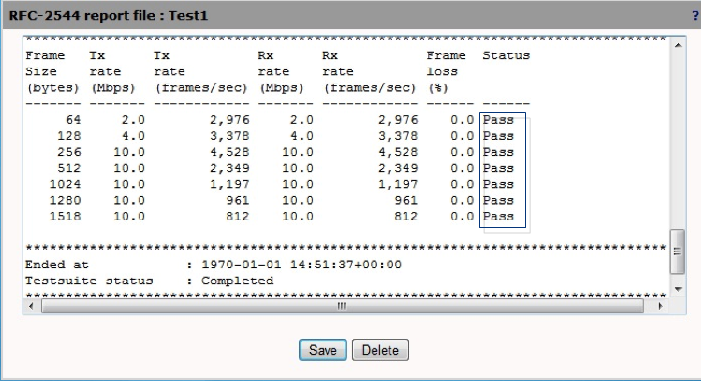 RFC-2544 report file : Test1 ?
************************************************************************
Frame Tx Tx Rx Rx Frame Status
Size rate rate rate rate loss
(bytes) (Mbps) (frames/sec) (Mbps) (frames/sec) (%)
------- ------ ------------ ------ ------------ ------ ------
64 2.0 2,976 2.0 2,976 0.0 Pass
128 4.0 3,378 4.0 3,378 0.0 Pass
256 10.0 4,528 10.0 4,528 0.0 Pass
512 10.0 2,349 10.0 2,349 0.0 Pass
1024 10.0 1,197 10.0 1,197 0.0 Pass
1280 10.0 961 10.0 961 0.0 Pass
1518 10.0 812 10.0 812 0.0 Pass
************************************************************************
Ended at : 1970-01-01 14:51:37+00:00
Testsuite status : Completed
************************************************************************
Save Delete